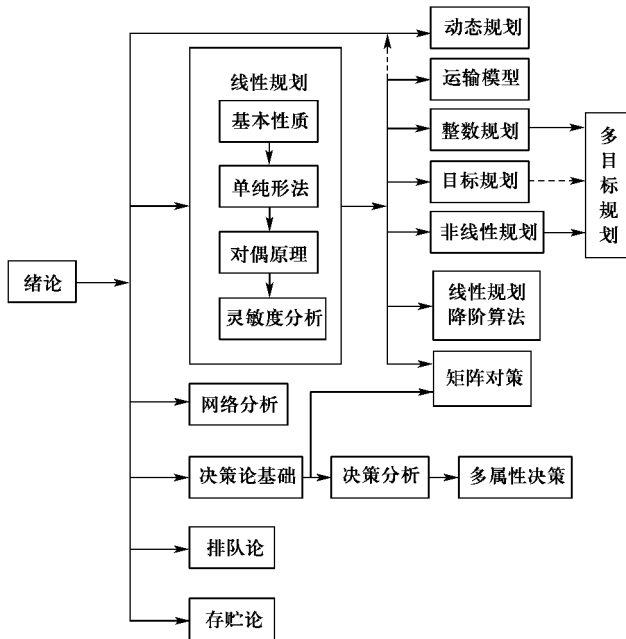 动态规划
线性规划
运输模型
基本性质
整数规划
多目标规划
单纯形法
目标规划
非线性规划
对偶原理
绪论
灵敏度分析
线性规划
降阶算法
矩阵对策
网络分析
决策论基础
决策分析
多属性决策
排队论
存贮论